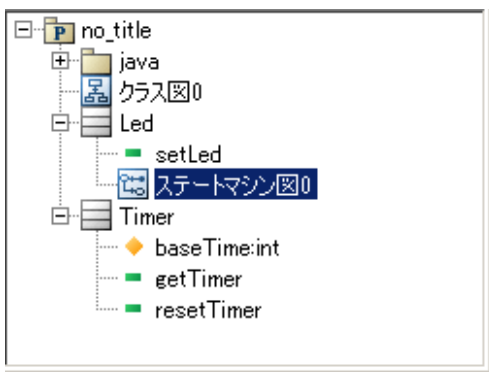 no_title
java
クラス図0
Led
setLed
ステートマシン図0
Timer
baseTime:int
getTimer
resetTimer